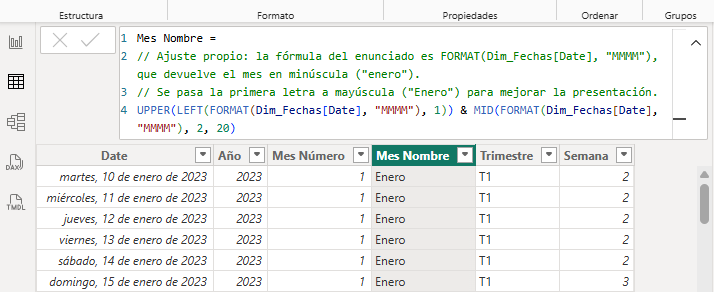 Estructura Formato Propiedades Ordenar Grupos
1 Mes Nombre =
2 // Ajuste propio: la fórmula del enunciado es FORMAT(Dim_Fechas[Date], "MMMM"),
que devuelve el mes en minúscula ("enero").
3 // Se pasa la primera letra a mayúscula ("Enero") para mejorar la presentación.
4 UPPER(LEFT(FORMAT(Dim_Fechas[Date], "MMMM"), 1)) & MID(FORMAT(Dim_Fechas[Date],
"MMMM"), 2, 20)
DAX
TMDL
Date Año Mes Número Mes Nombre Trimestre Semana
martes, 10 de enero de 2023 2023 1 Enero T1 2
miércoles, 11 de enero de 2023 2023 1 Enero T1 2
jueves, 12 de enero de 2023 2023 1 Enero T1 2
viernes, 13 de enero de 2023 2023 1 Enero T1 2
sábado, 14 de enero de 2023 2023 1 Enero T1 2
domingo, 15 de enero de 2023 2023 1 Enero T1 3